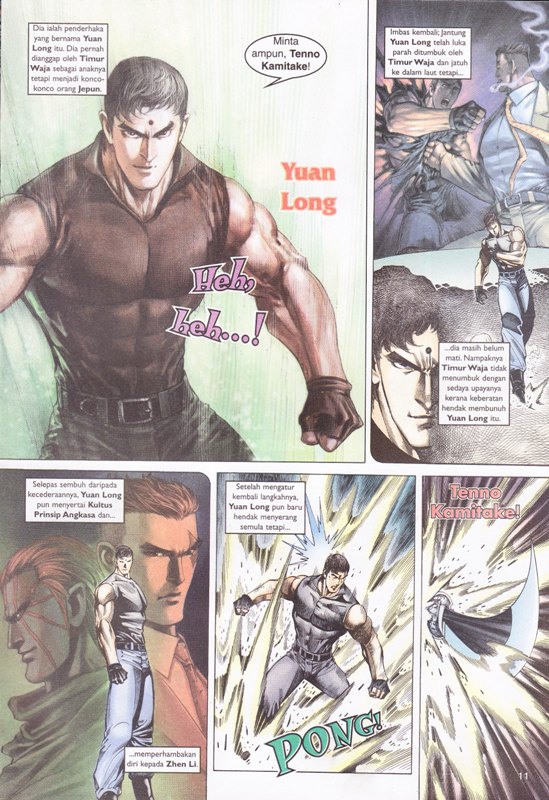 Dia ialah penderhaka
yang bernama Yuan
Long itu. Dia pernah
dianggap oleh Timur
Waja sebagai anaknya
tetapi menjadi konco-
konco orang Jepun.
Minta
ampun, Tenno
Kamitake!
Yuan
Long
Heh,
heh...!
Imbas kembali; Jantung
Yuan Long telah luka
parah ditumbuk oleh
Timur Waja dan jatuh
ke dalam laut tetapi...
...dia masih belum
mati. Nampaknya
Timur Waja tidak
menumbuk dengan
sedaya upayanya
kerana keberatan
hendak membunuh
Yuan Long itu.
Selepas sembuh daripada
kecederaannya, Yuan Long
pun menyertai Kultus
Prinsip Angkasa dan...
...memperhambakan
diri kepada Zhen Li.
Setelah mengatur
kembali langkahnya,
Yuan Long pun baru
hendak menyerang
semula tetapi...
PONG!
Tenno
Kamitake!
11